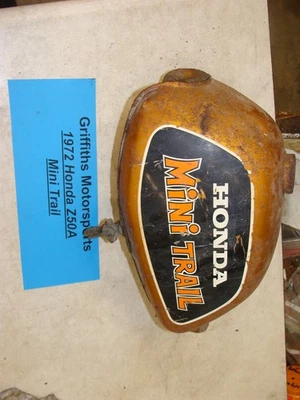 Griffiths Motorsports
1972 Honda Z50A
Mini Trail
HONDA
Mini TRAIL